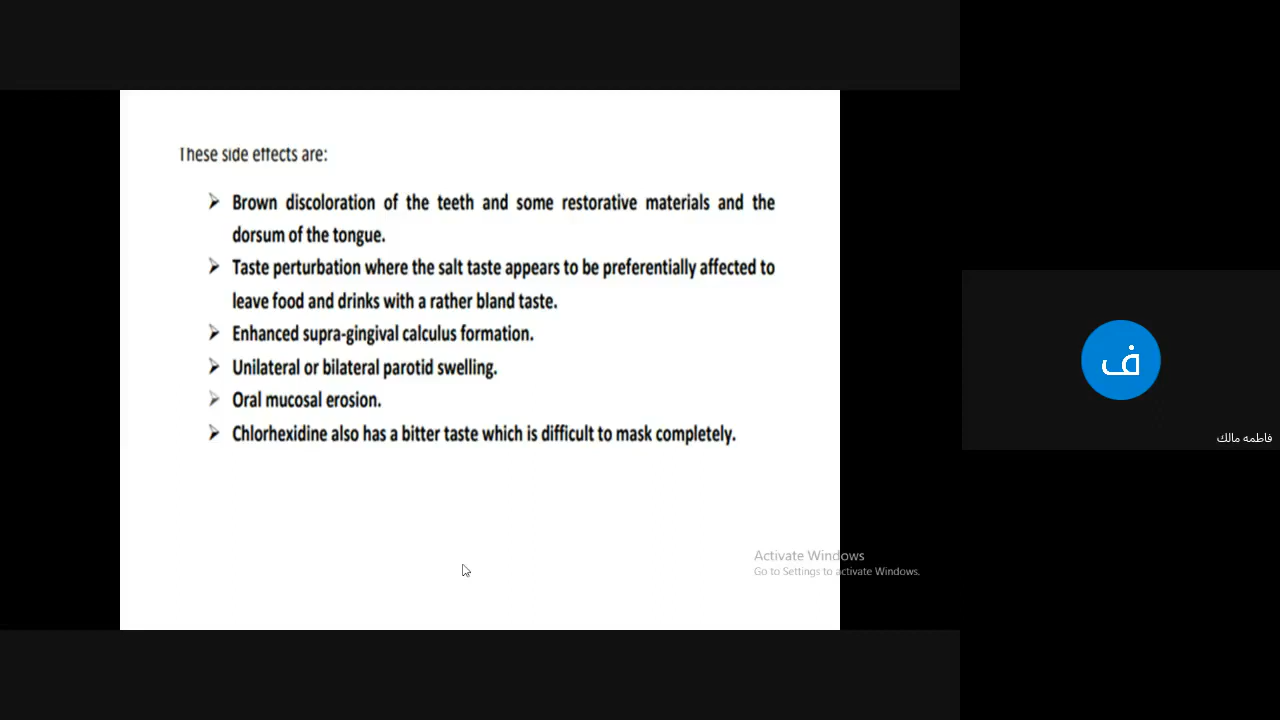 These side effects are:
➢ Brown discoloration of the teeth and some restorative materials and the
dorsum of the tongue.
➢ Taste perturbation where the salt taste appears to be preferentially affected to
leave food and drinks with a rather bland taste.
➢ Enhanced supra-gingival calculus formation.
➢ Unilateral or bilateral parotid swelling.
➢ Oral mucosal erosion.
➢ Chlorhexidine also has a bitter taste which is difficult to mask completely.
ف
فاطمه مالك
Activate Windows
Go to Settings to activate Windows.